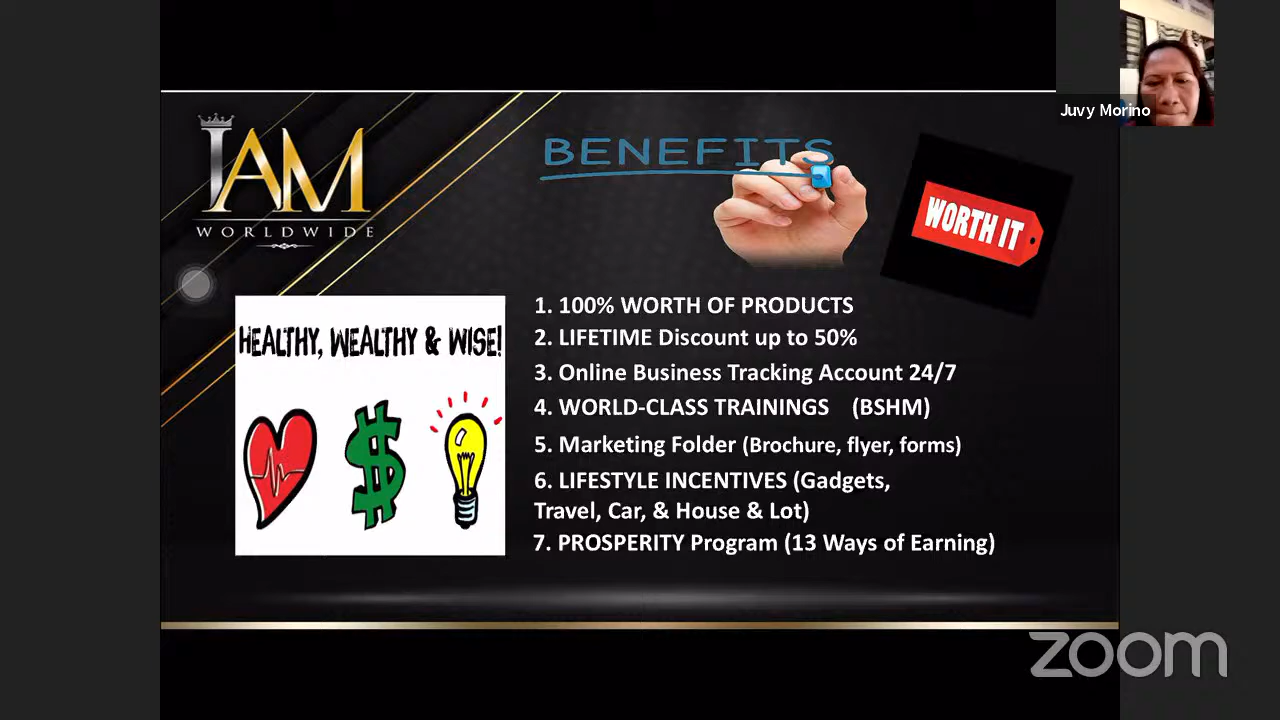 Juvy Morino
IAM
WORLDWIDE
BENEFITS
WORTH IT
HEALTHY, WEALTHY & WISE!
1. 100% WORTH OF PRODUCTS
2. LIFETIME Discount up to 50%
3. Online Business Tracking Account 24/7
4. WORLD-CLASS TRAININGS (BSHM)
5. Marketing Folder (Brochure, flyer, forms)
6. LIFESTYLE INCENTIVES (Gadgets,
Travel, Car, & House & Lot)
7. PROSPERITY Program (13 Ways of Earning)
zoom